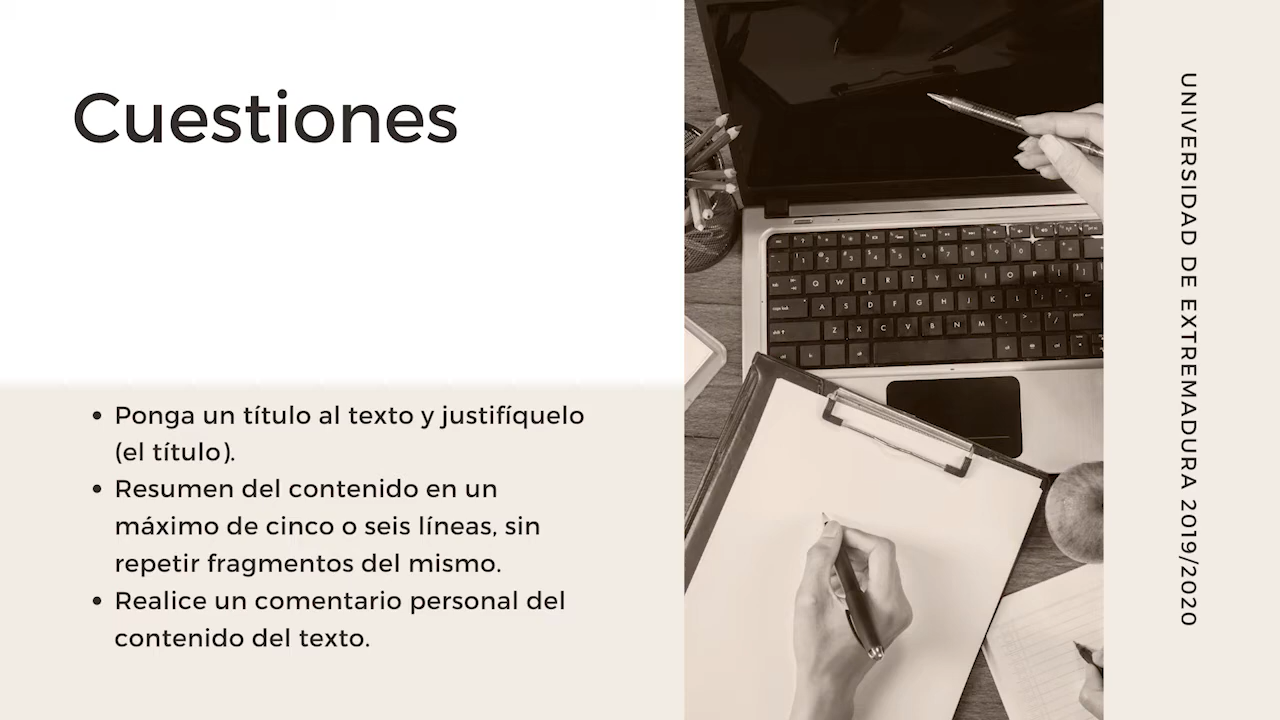 Cuestiones
Ponga un título al texto y justifíquelo
(el título).
Resumen del contenido en un
máximo de cinco o seis líneas, sin
repetir fragmentos del mismo.
Realice un comentario personal del
contenido del texto.
UNIVERSIDAD DE EXTREMADURA 2019/2020